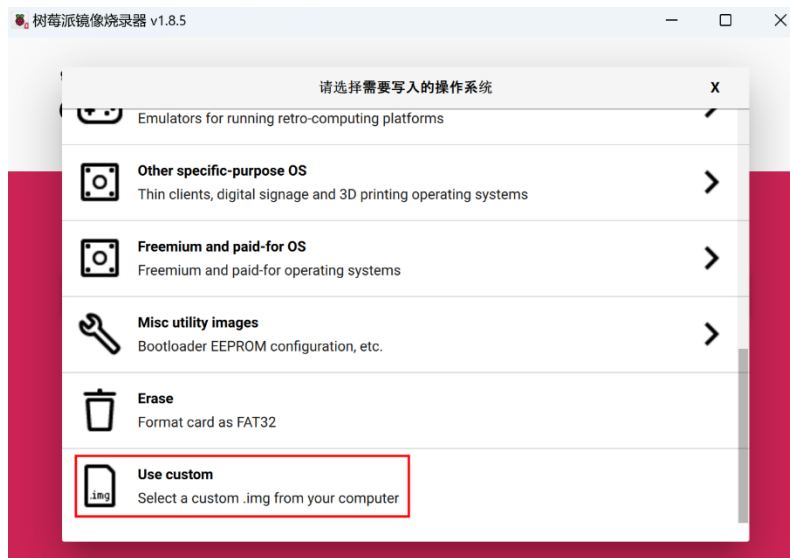 树莓派镜像烧录器 v1.8.5
请选择需要写入的操作系统
X
Emulators for running retro-computing platforms
Other specific-purpose OS
Thin clients, digital signage and 3D printing operating systems
Freemium and paid-for OS
Freemium and paid-for operating systems
Misc utility images
Bootloader EEPROM configuration, etc.
Erase
Format card as FAT32
.img
Use custom
Select a custom .img from your computer